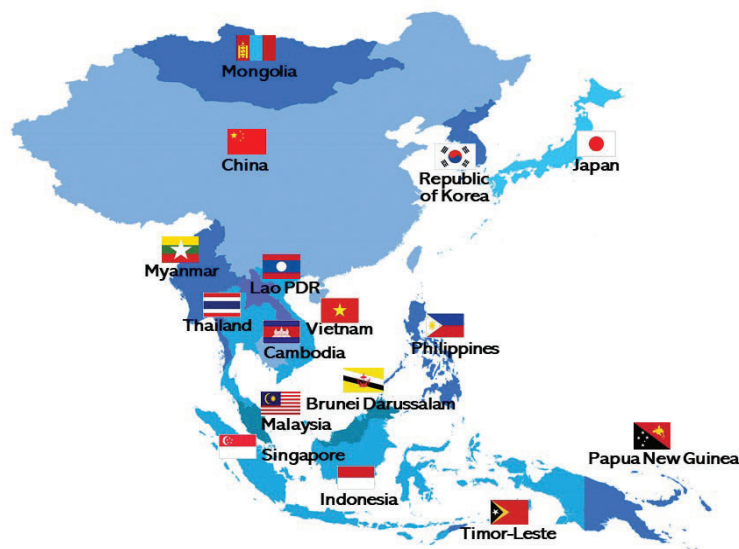 Mongolia
China
Republic
of Korea
Japan
Myanmar
Lao PDR
Thailand
Vietnam
Cambodia
Philippines
Brunei Darussalam
Malaysia
Singapore
Papua New Guinea
Indonesia
Timor-Leste